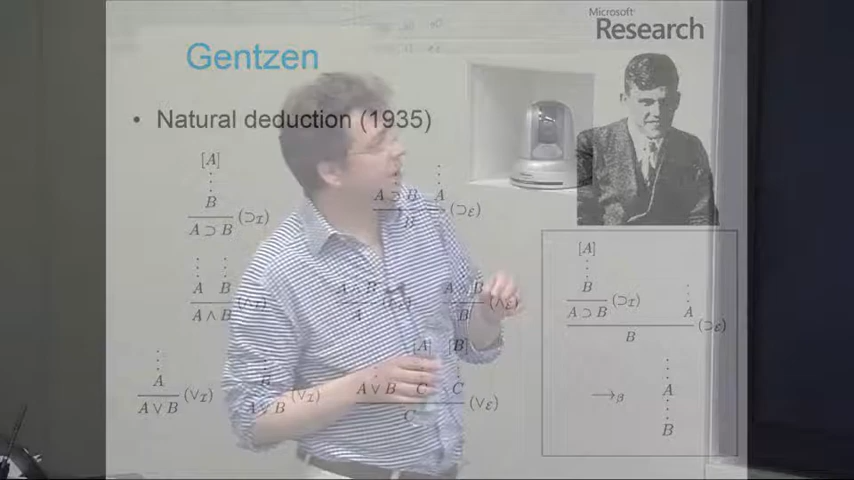 Microsoft
Research
Gentzen
• Natural deduction (1935)
[A]
⋮
B
A ⊃ B
(⊃I)
A ⊃ B A
B
(⊃ε)
A B
A ∧ B
(∧I)
A ∧ B
A
(∧ε)
A ∧ B
B
(∧ε)
A
A ∨ B
(∨I)
B
A ∨ B
(∨I)
A ∨ B
[A]
C
[B]
C
C
(∨ε)
[A]
⋮
B
A ⊃ B
(⊃I)
A
B
(⊃ε)
⟶β
⋮
A
⋮
B